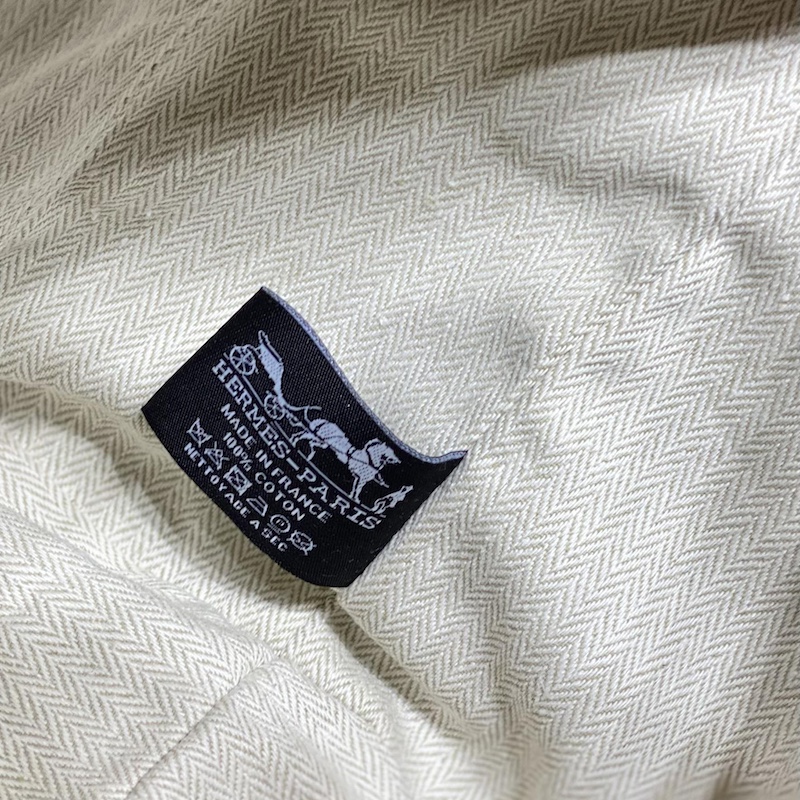 HERMES-PARIS
MADE IN FRANCE
100% COTON
NETTOYAGE A SEC